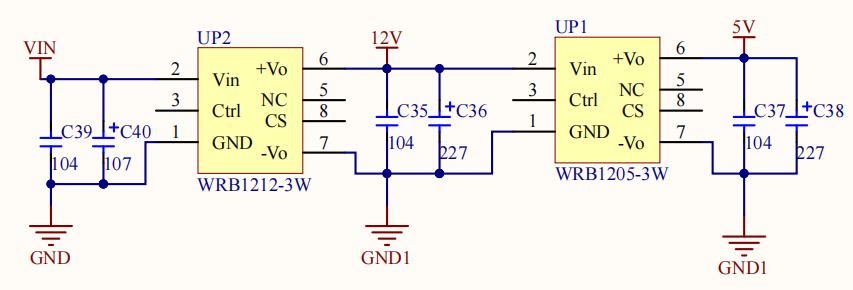 VIN
UP2
2
Vin
3
Ctrl
1
GND
+Vo
6
NC
5
CS
8
-Vo
7
WRB1212-3W
C39
104
C40
107
GND
12V
C35
104
C36
227
GND1
UP1
2
Vin
3
Ctrl
1
GND
+Vo
6
NC
5
CS
8
-Vo
7
WRB1205-3W
5V
C37
104
C38
227
GND1